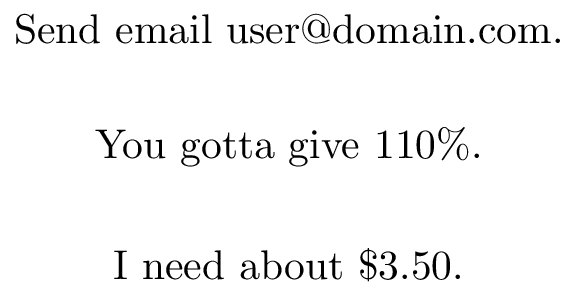 Send email user@domain.com.
You gotta give 110%.
I need about $3.50.